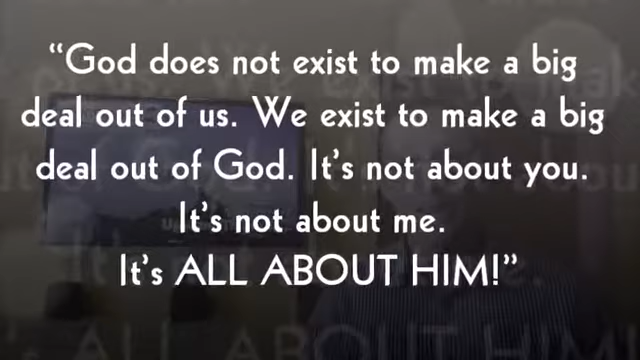 “God does not exist to make a big
deal out of us. We exist to make a big
deal out of God. It’s not about you.
It’s not about me.
It’s ALL ABOUT HIM!”